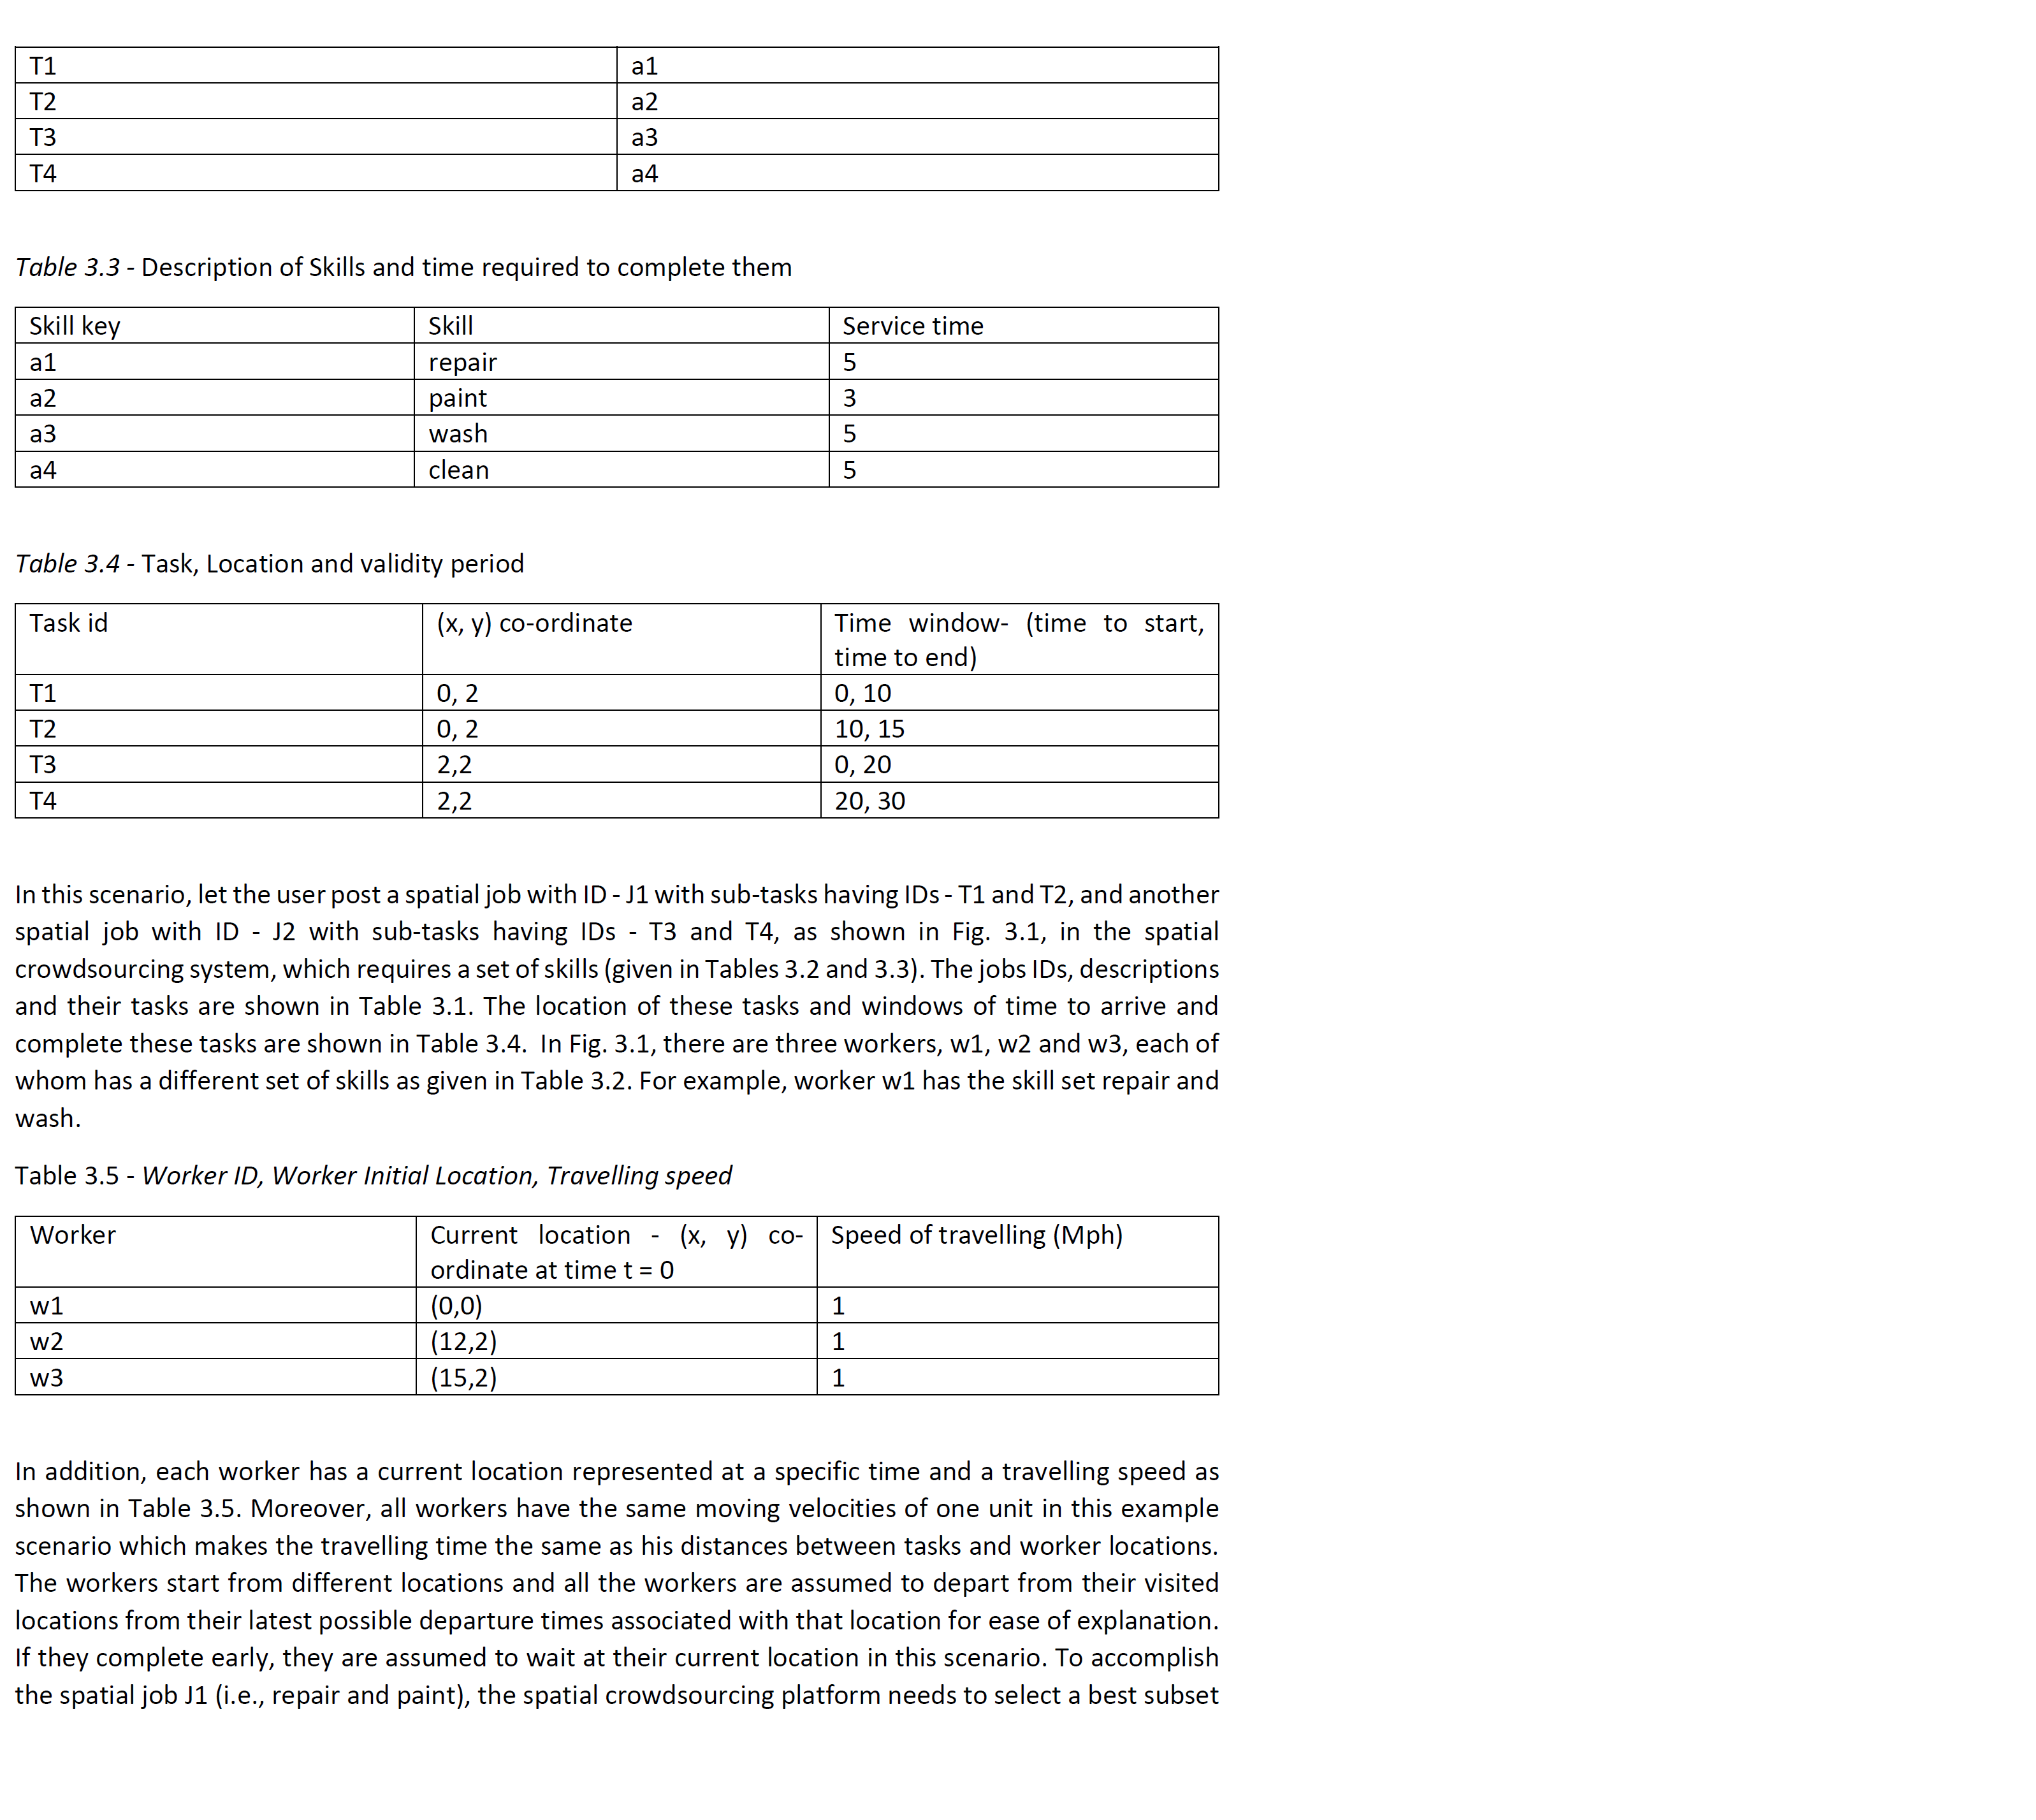 T1 a1
T2 a2
T3 a3
T4 a4
Table 3.3 - Description of Skills and time required to complete them
Skill key Skill Service time
a1 repair 5
a2 paint 3
a3 wash 5
a4 clean 5
Table 3.4 - Task, Location and validity period
Task id (x, y) co-ordinate Time window- (time to start,
time to end)
T1 0, 2 0, 10
T2 0, 2 10, 15
T3 2,2 0, 20
T4 2,2 20, 30
In this scenario, let the user post a spatial job with ID - J1 with sub-tasks having IDs - T1 and T2, and another
spatial job with ID - J2 with sub-tasks having IDs - T3 and T4, as shown in Fig. 3.1, in the spatial
crowdsourcing system, which requires a set of skills (given in Tables 3.2 and 3.3). The jobs IDs, descriptions
and their tasks are shown in Table 3.1. The location of these tasks and windows of time to arrive and
complete these tasks are shown in Table 3.4. In Fig. 3.1, there are three workers, w1, w2 and w3, each of
whom has a different set of skills as given in Table 3.2. For example, worker w1 has the skill set repair and
wash.
Table 3.5 - Worker ID, Worker Initial Location, Travelling speed
Worker Current location - (x, y) co- Speed of travelling (Mph)
ordinate at time t = 0
w1 (0,0) 1
w2 (12,2) 1
w3 (15,2) 1
In addition, each worker has a current location represented at a specific time and a travelling speed as
shown in Table 3.5. Moreover, all workers have the same moving velocities of one unit in this example
scenario which makes the travelling time the same as his distances between tasks and worker locations.
The workers start from different locations and all the workers are assumed to depart from their visited
locations from their latest possible departure times associated with that location for ease of explanation.
If they complete early, they are assumed to wait at their current location in this scenario. To accomplish
the spatial job J1 (i.e., repair and paint), the spatial crowdsourcing platform needs to select a best subset